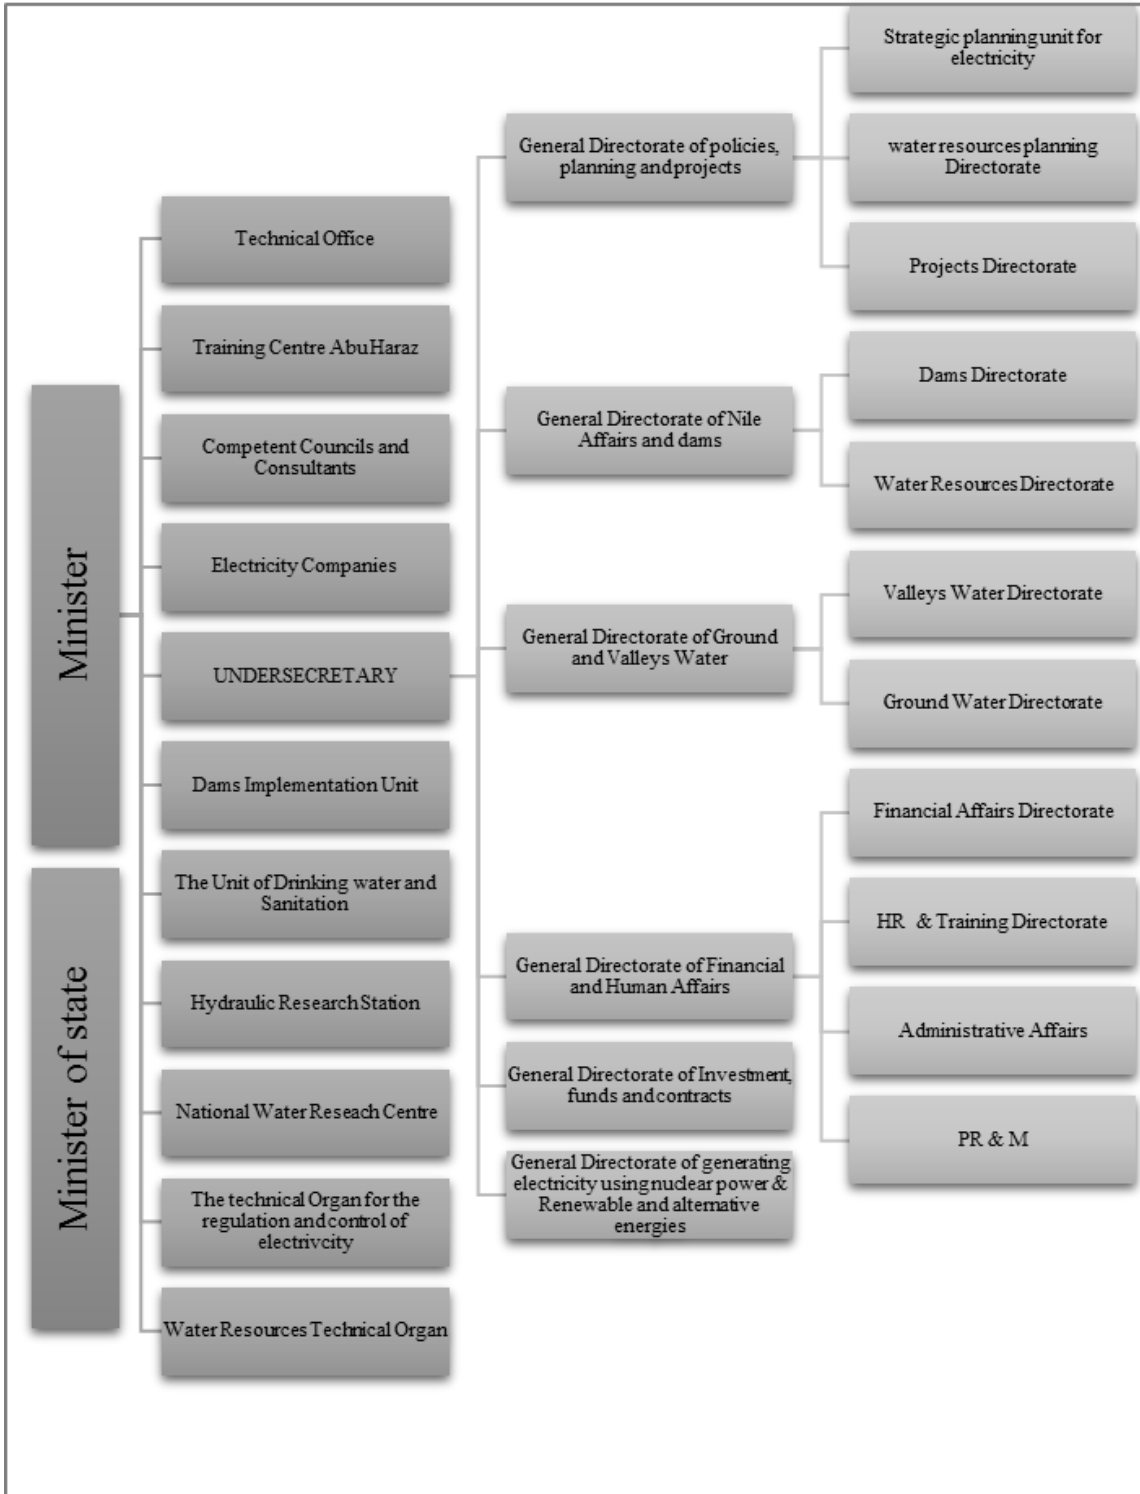 Minister
Minister of state
Technical Office
Training Centre Abu Haraz
Competent Councils and
Consultants
Electricity Companies
UNDERSECRETARY
Dams Implementation Unit
The Unit of Drinking water and
Sanitation
Hydraulic Research Station
National Water Reseach Centre
The technical Organ for the
regulation and control of
electrivcity
Water Resources Technical Organ
General Directorate of policies,
planning and projects
General Directorate of Nile
Affairs and dams
General Directorate of Ground
and Valleys Water
General Directorate of Financial
and Human Affairs
General Directorate of Investment,
funds and contracts
General Directorate of generating
electricity using nuclear power &
Renewable and alternative
energies
Strategic planning unit for
electricity
water resources planning
Directorate
Projects Directorate
Dams Directorate
Water Resources Directorate
Valleys Water Directorate
Ground Water Directorate
Financial Affairs Directorate
HR & Training Directorate
Administrative Affairs
PR & M